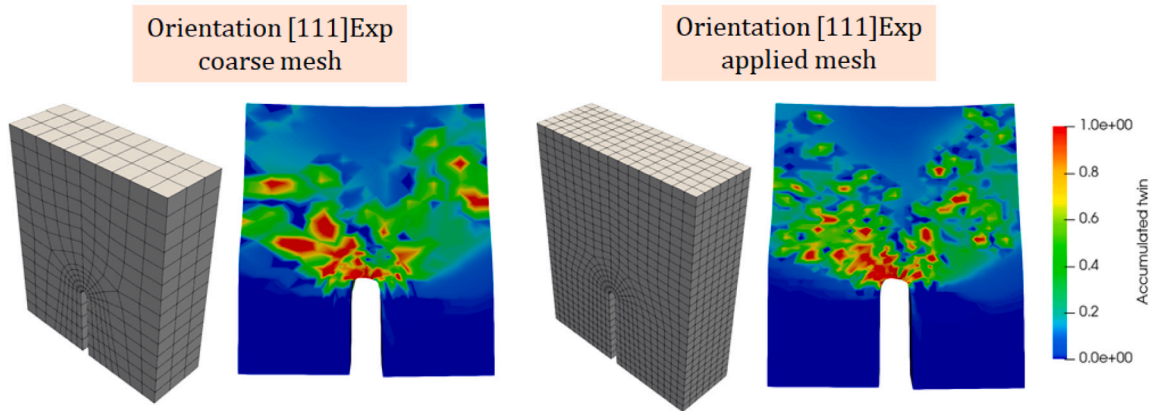 Orientation [111]Exp
coarse mesh
Orientation [111]Exp
applied mesh
1.0e+00
0.8
0.6
0.4
0.2
0.0e+00
Accumulated twin